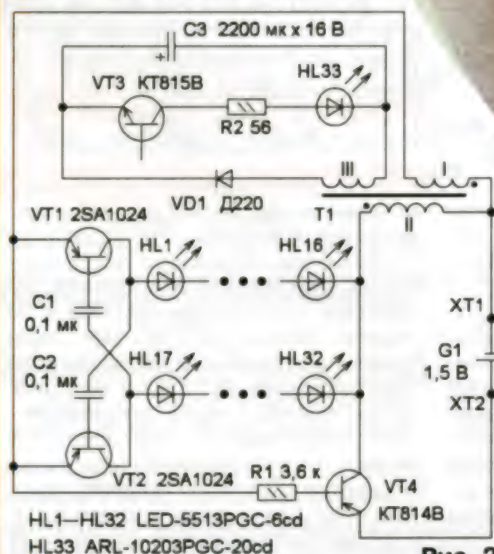 C3 2200 мк x 16 В
+
VT3 КТ815В
HL33
R2 56
III
I
VD1 Д220
T1
II
VT1 2SA1024
HL1
HL16
C1
0,1 мк
XT1
G1
1,5 В
C2
0,1 мк
HL17
HL32
XT2
VT2 2SA1024
R1 3,6 к
VT4
КТ814В
HL1—HL32 LED-5513PGC-6cd
HL33 ARL-10203PGC-20cd